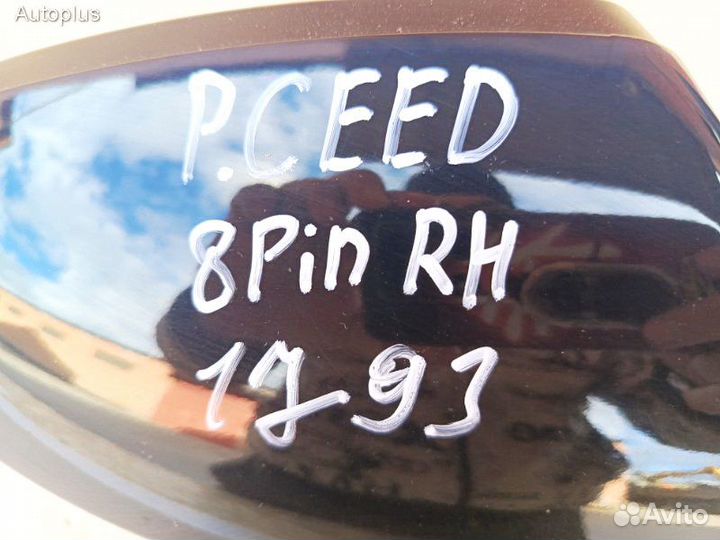 Autoplus
P.CEED
8Pin RH
1793
Avito